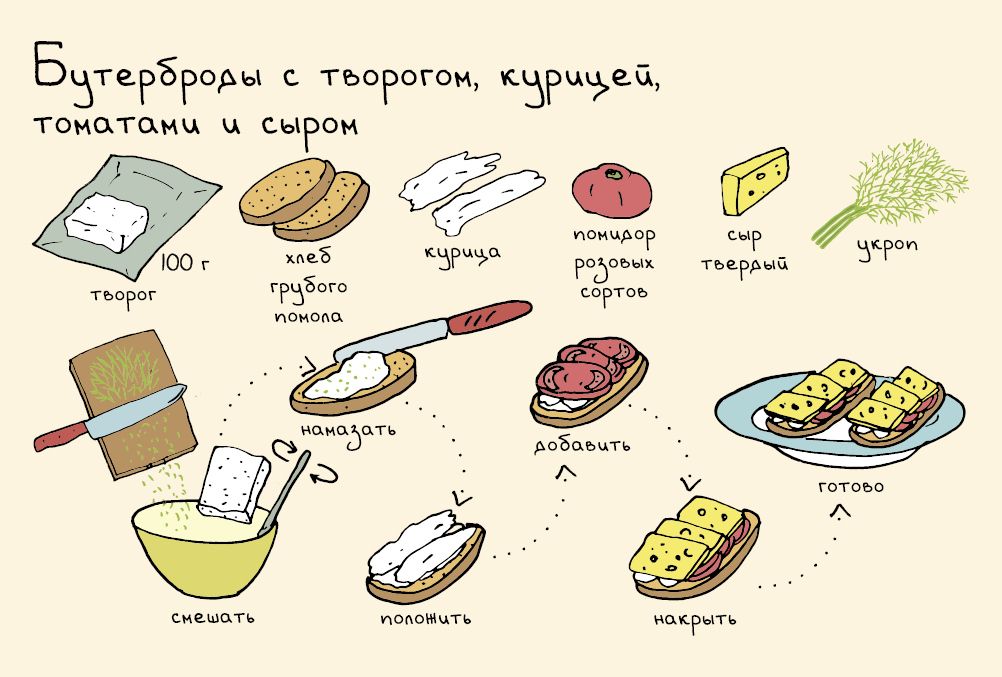 Бутерброды с творогом, курицей,
томатами и сыром
100 г
творог
хлеб
грубого
помола
курица
помидор
розовых
сортов
сыр
твердый
укроп
смешать
намазать
положить
добавить
накрыть
готово